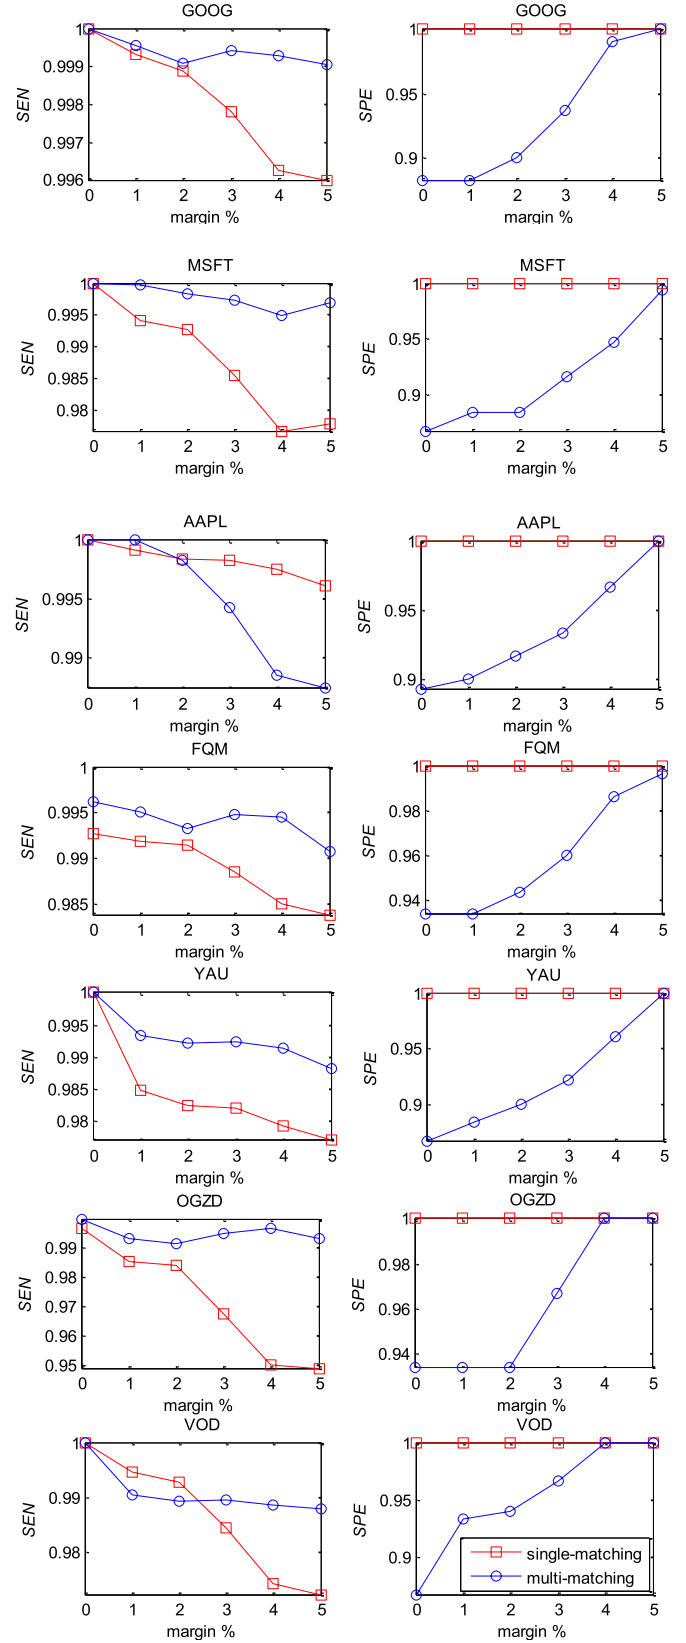 GOOG
GOOG
1
0.999
0.998
0.997
0.996
SEN
0 1 2 3 4 5
margin %
1
0.95
0.9
SPE
0 1 2 3 4 5
margin %
MSFT
MSFT
1
0.995
0.99
0.985
0.98
SEN
0 1 2 3 4 5
margin %
1
0.95
0.9
SPE
0 1 2 3 4 5
margin %
AAPL
AAPL
1
0.995
0.99
SEN
0 1 2 3 4 5
margin %
1
0.95
0.9
SPE
0 1 2 3 4 5
margin %
FQM
FQM
1
0.995
0.99
0.985
SEN
0 1 2 3 4 5
margin %
1
0.98
0.96
0.94
SPE
0 1 2 3 4 5
margin %
YAU
YAU
1
0.995
0.99
0.985
0.98
SEN
0 1 2 3 4 5
margin %
1
0.95
0.9
SPE
0 1 2 3 4 5
margin %
OGZD
OGZD
0.99
0.98
0.97
0.96
0.95
SEN
0 1 2 3 4 5
margin %
1
0.98
0.96
0.94
SPE
0 1 2 3 4 5
margin %
VOD
VOD
1
0.99
0.98
SEN
0 1 2 3 4 5
margin %
1
0.95
0.9
SPE
single-matching
multi-matching
0 1 2 3 4 5
margin %